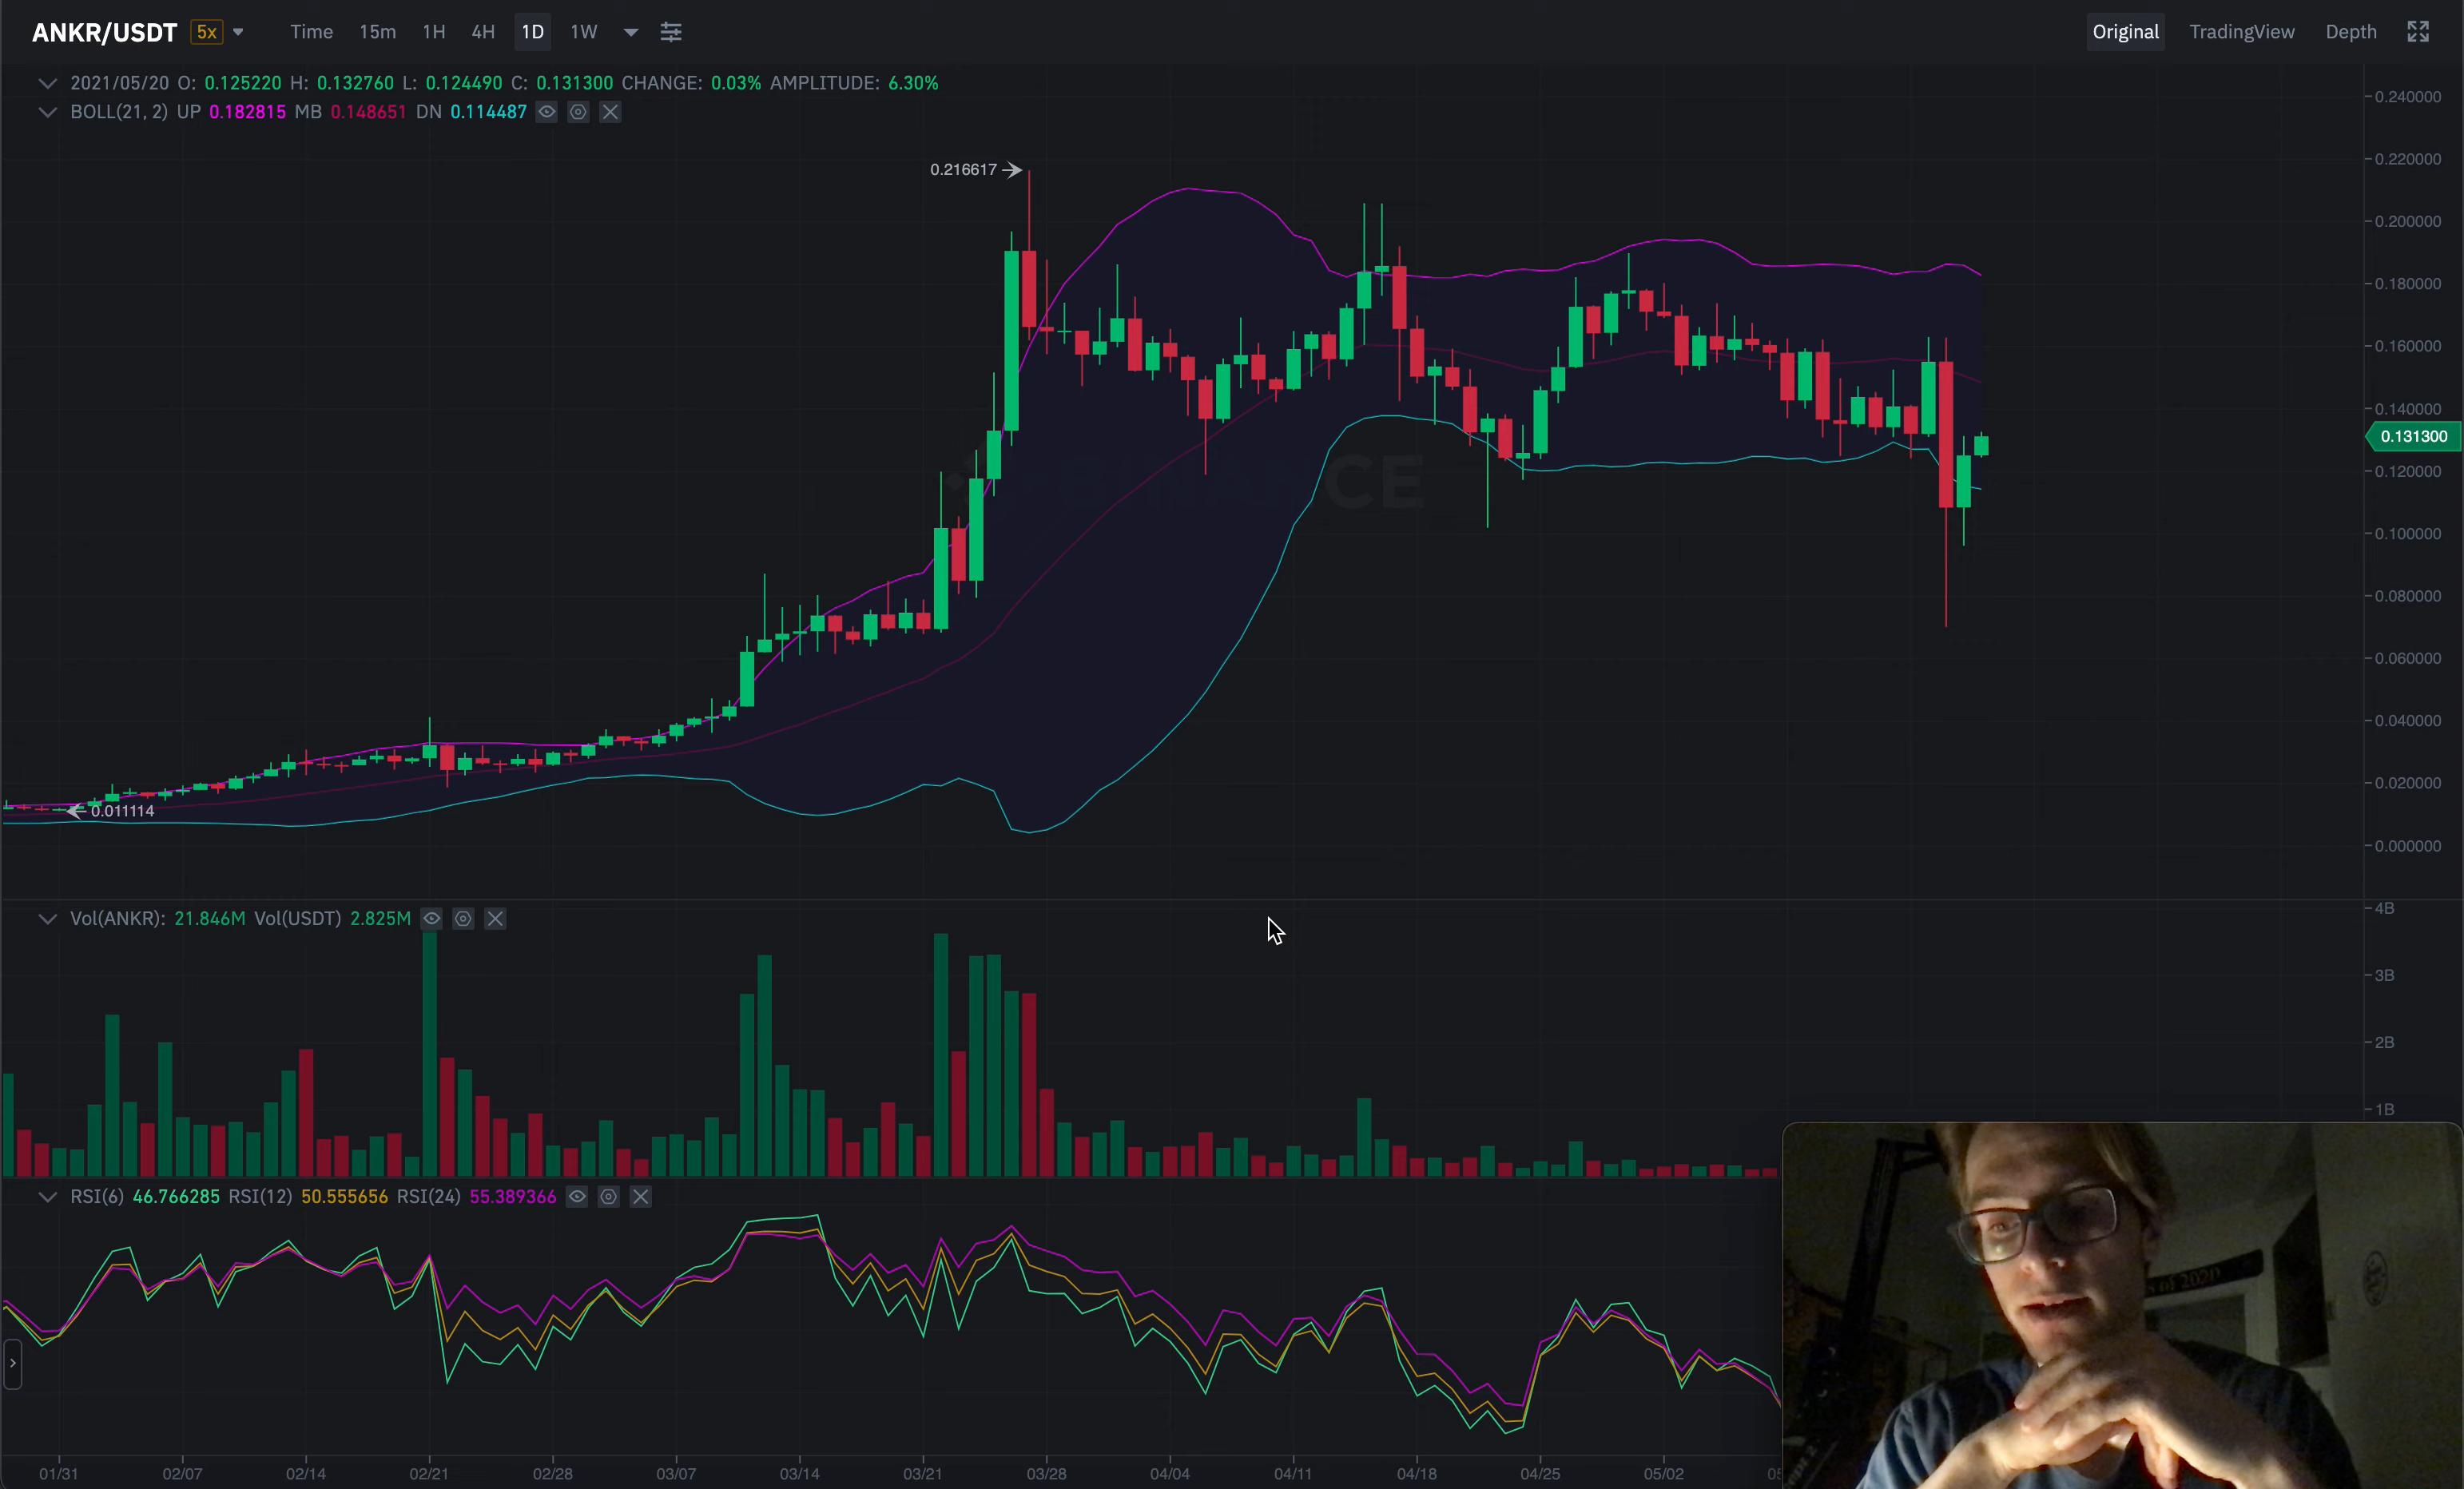 ANKR/USDT 5x Time 15m 1H 4H 1D 1W Original TradingView Depth
2021/05/20 O: 0.125220 H: 0.132760 L: 0.124490 C: 0.131300 CHANGE: 0.03% AMPLITUDE: 6.30%
BOLL(21, 2) UP 0.182815 MB 0.148651 DN 0.114487
0.240000
0.220000
0.216617
0.200000
0.180000
0.160000
0.140000
0.131300
0.120000
CE
0.100000
0.080000
0.060000
0.040000
0.020000
0.011114
0.000000
Vol(ANKR): 21.846M Vol(USDT) 2.825M
4B
3B
2B
1B
RSI(6) 46.766285 RSI(12) 50.555656 RSI(24) 55.389366
of 2020
01/31 02/07 02/14 02/21 02/28 03/07 03/14 03/21 03/28 04/04 04/11 04/18 04/25 05/02